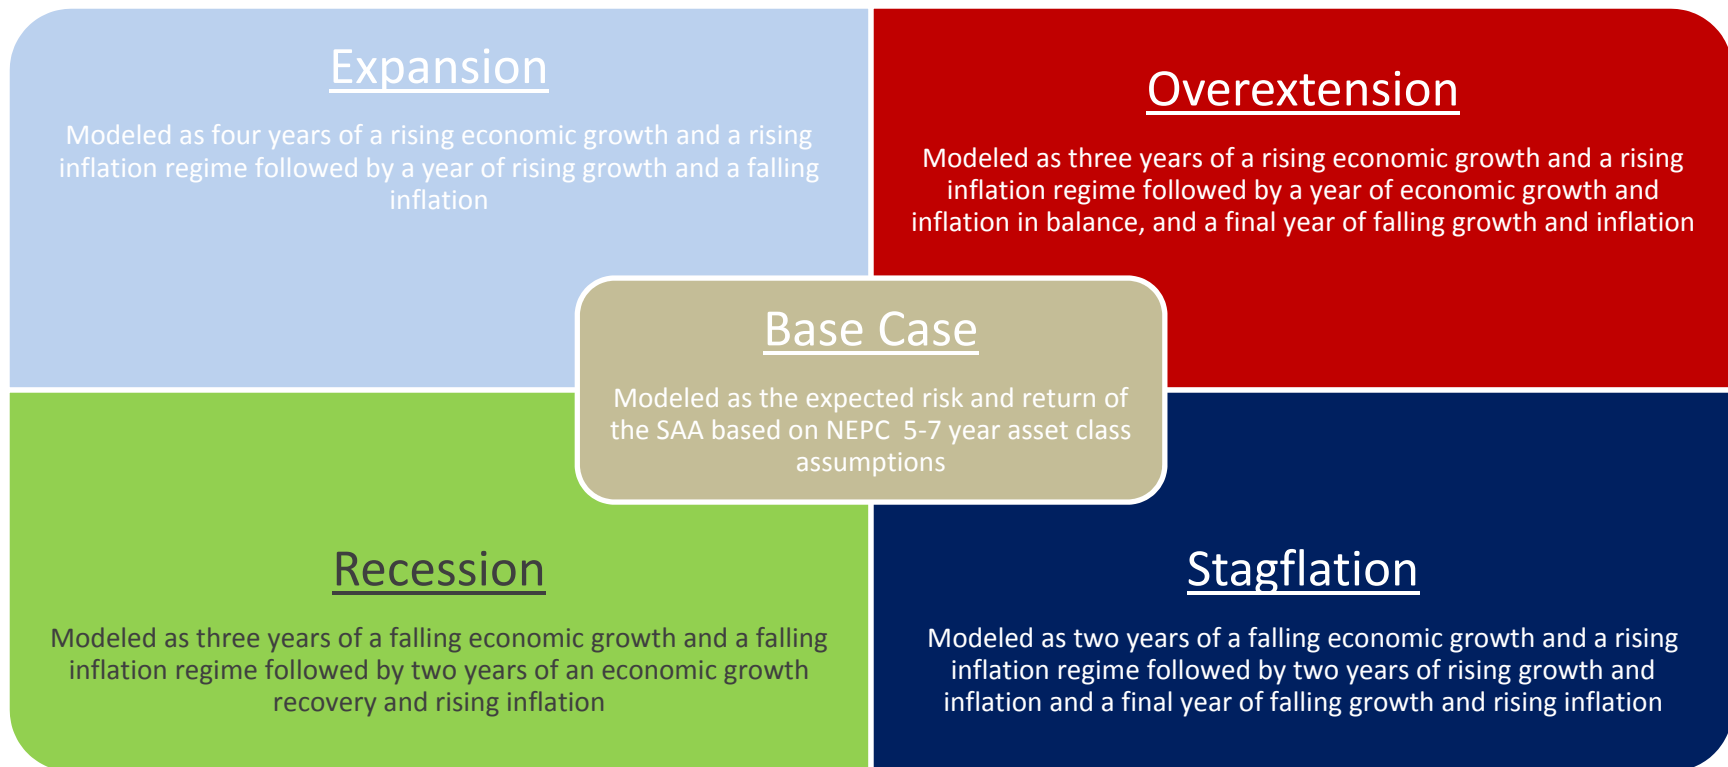 Expansion
Modeled as four years of a rising economic growth and a rising
inflation regime followed by a year of rising growth and a falling
inflation
Overextension
Modeled as three years of a rising economic growth and a rising
inflation regime followed by a year of economic growth and
inflation in balance, and a final year of falling growth and inflation
Base Case
Modeled as the expected risk and return of
the SAA based on NEPC 5-7 year asset class
assumptions
Recession
Modeled as three years of a falling economic growth and a falling
inflation regime followed by two years of an economic growth
recovery and rising inflation
Stagflation
Modeled as two years of a falling economic growth and a rising
inflation regime followed by two years of rising growth and
inflation and a final year of falling growth and rising inflation